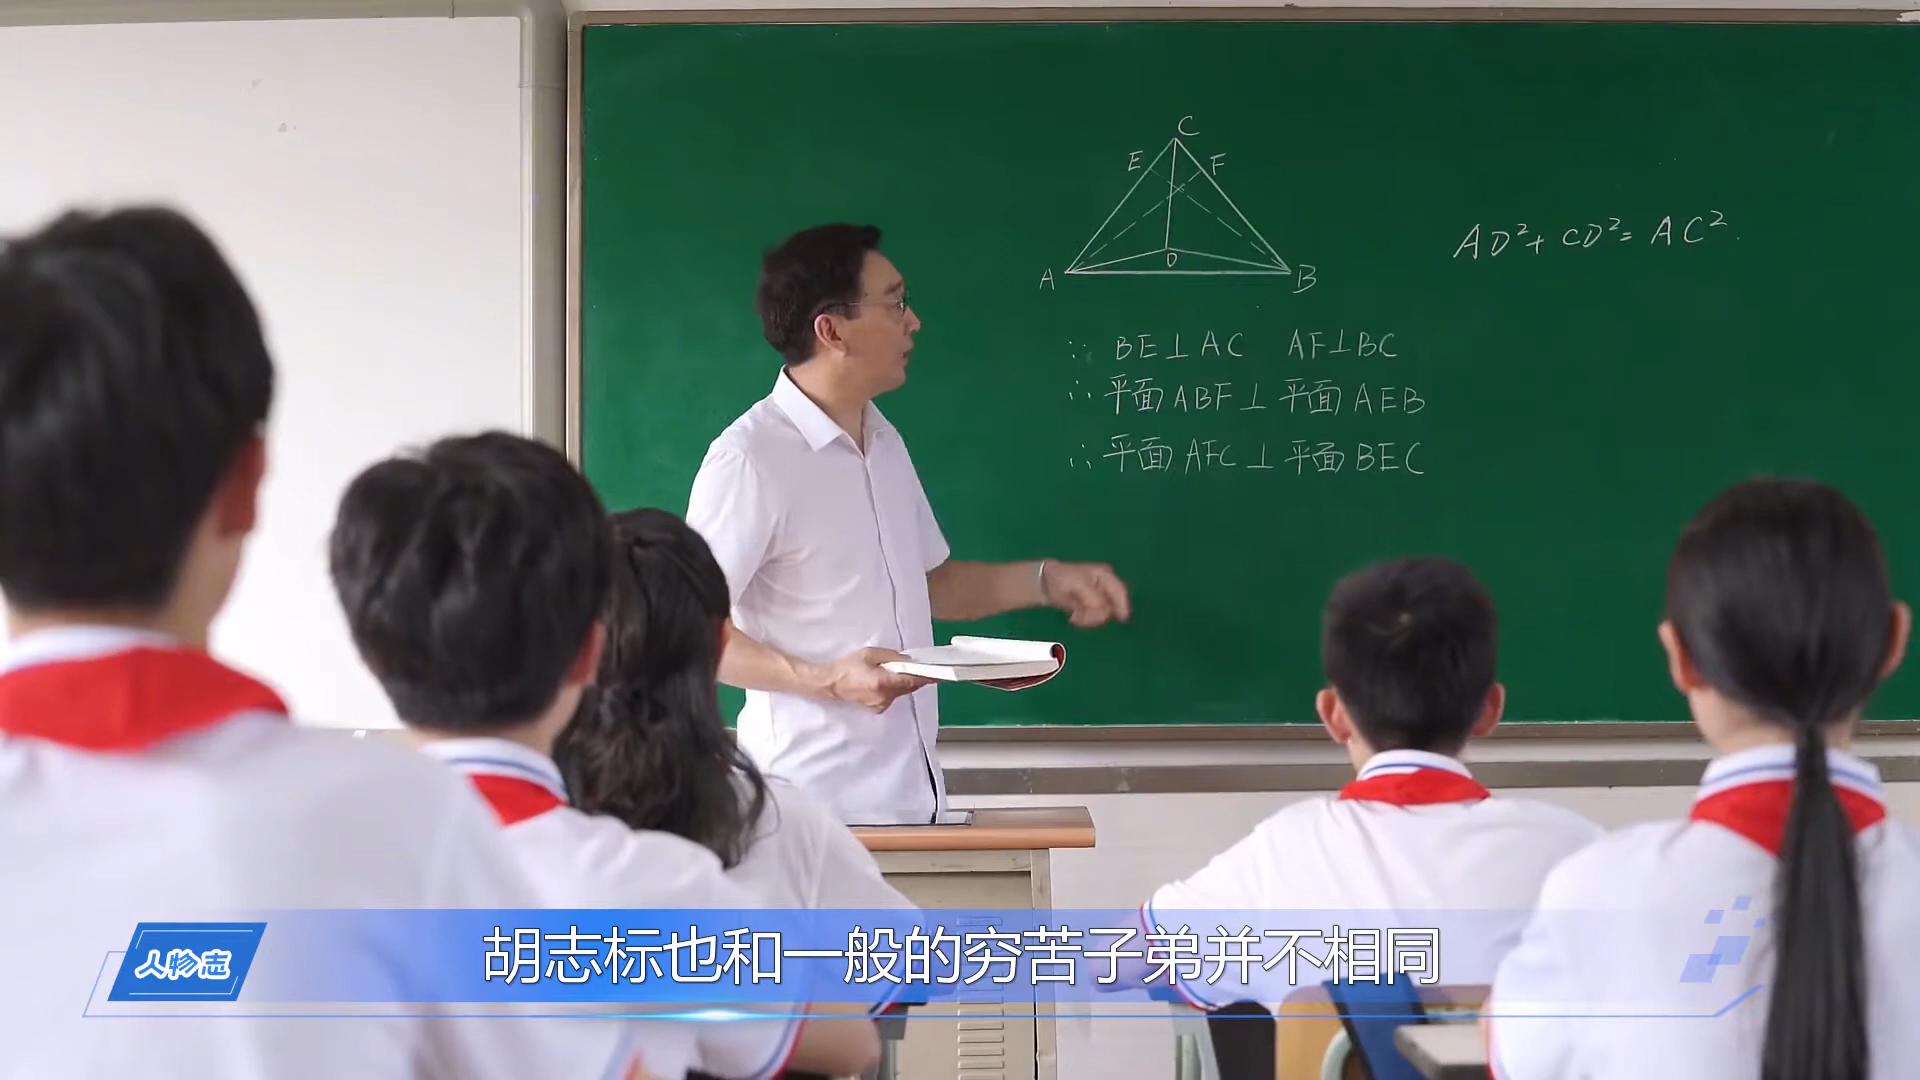 C
E F
A D B
AD²+CD²=AC².
∵ BE⊥AC AF⊥BC
∴平面ABF⊥平面AEB
∴平面AFC⊥平面BEC
人物志
胡志标也和一般的穷苦子弟并不相同